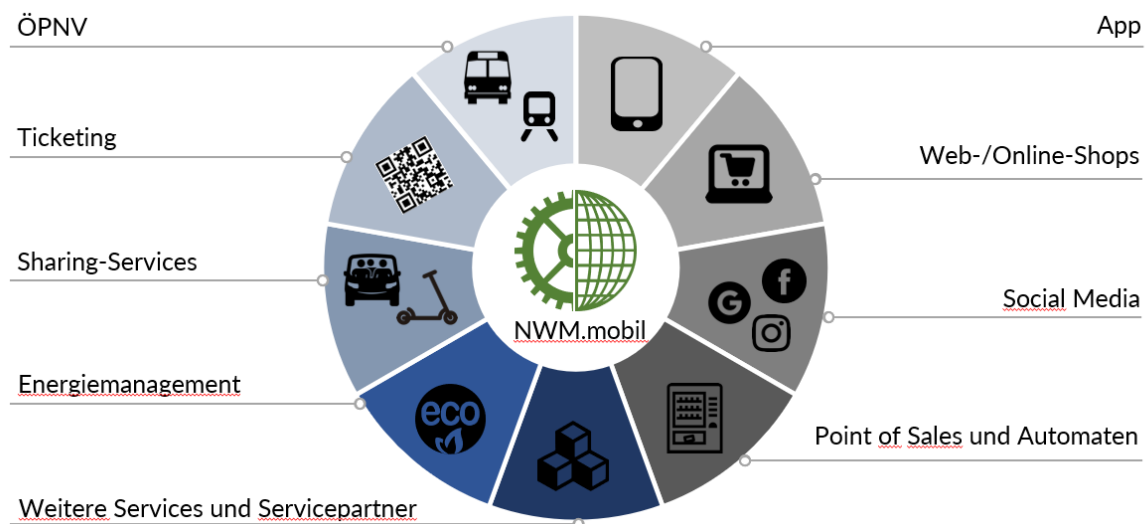 ÖPNV
App
Ticketing
Web-/Online-Shops
Sharing-Services
Social Media
G
f
NWM.mobil
Energiemanagement
eco
Point of Sales und Automaten
Weitere Services und Servicepartner